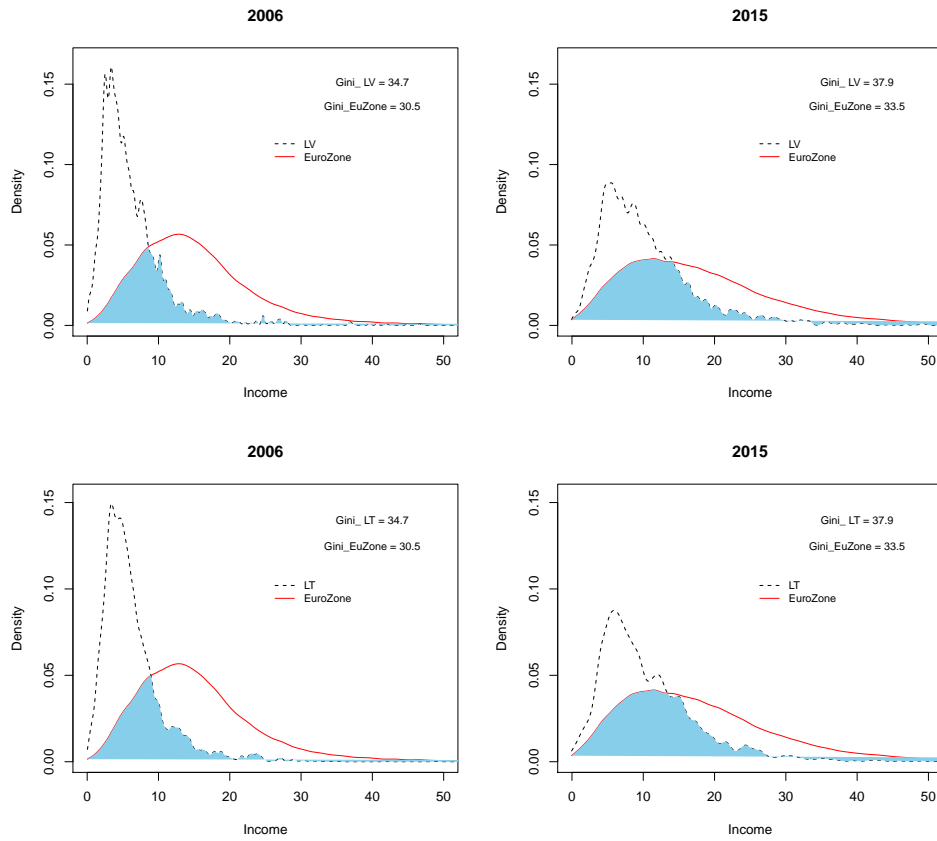 2006
Density
0.00
0.05
0.10
0.15
0 10 20 30 40 50
Income
Gini_ LV = 34.7
Gini_EuZone = 30.5
LV
EuroZone
2015
Density
0.00
0.05
0.10
0.15
0 10 20 30 40 50
Income
Gini_ LV = 37.9
Gini_EuZone = 33.5
LV
EuroZone
2006
Density
0.00
0.05
0.10
0.15
0 10 20 30 40 50
Income
Gini_ LT = 34.7
Gini_EuZone = 30.5
LT
EuroZone
2015
Density
0.00
0.05
0.10
0.15
0 10 20 30 40 50
Income
Gini_ LT = 37.9
Gini_EuZone = 33.5
LT
EuroZone